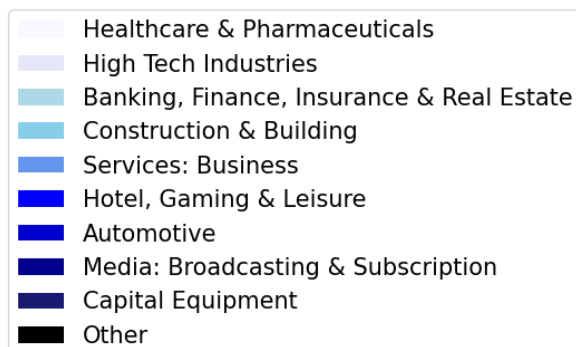 Healthcare & Pharmaceuticals
High Tech Industries
Banking, Finance, Insurance & Real Estate
Construction & Building
Services: Business
Hotel, Gaming & Leisure
Automotive
Media: Broadcasting & Subscription
Capital Equipment
Other